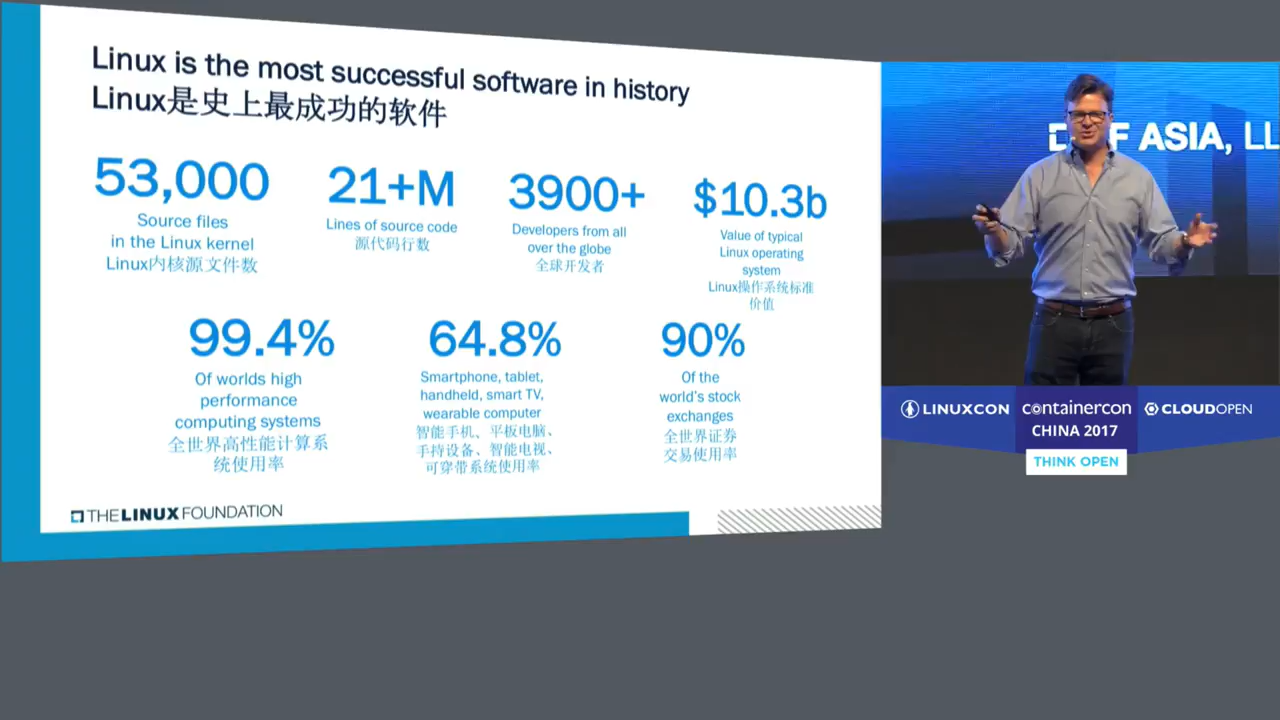 Linux is the most successful software in history
Linux是史上最成功的软件
53,000
Source files
in the Linux kernel
Linux内核源文件数
21+M
Lines of source code
源代码行数
3900+
Developers from all
over the globe
全球开发者
$10.3b
Value of typical
Linux operating
system
Linux操作系统标准
价值
99.4%
Of worlds high
performance
computing systems
全世界高性能计算系
统使用率
64.8%
Smartphone, tablet,
handheld, smart TV,
wearable computer
智能手机、平板电脑、
手持设备、智能电视、
可穿带系统使用率
90%
Of the
world's stock
exchanges
全世界证券
交易使用率
THE LINUX FOUNDATION
ASIA, LL
LINUXCON
containercon
CHINA 2017
CLOUDOPEN
THINK OPEN